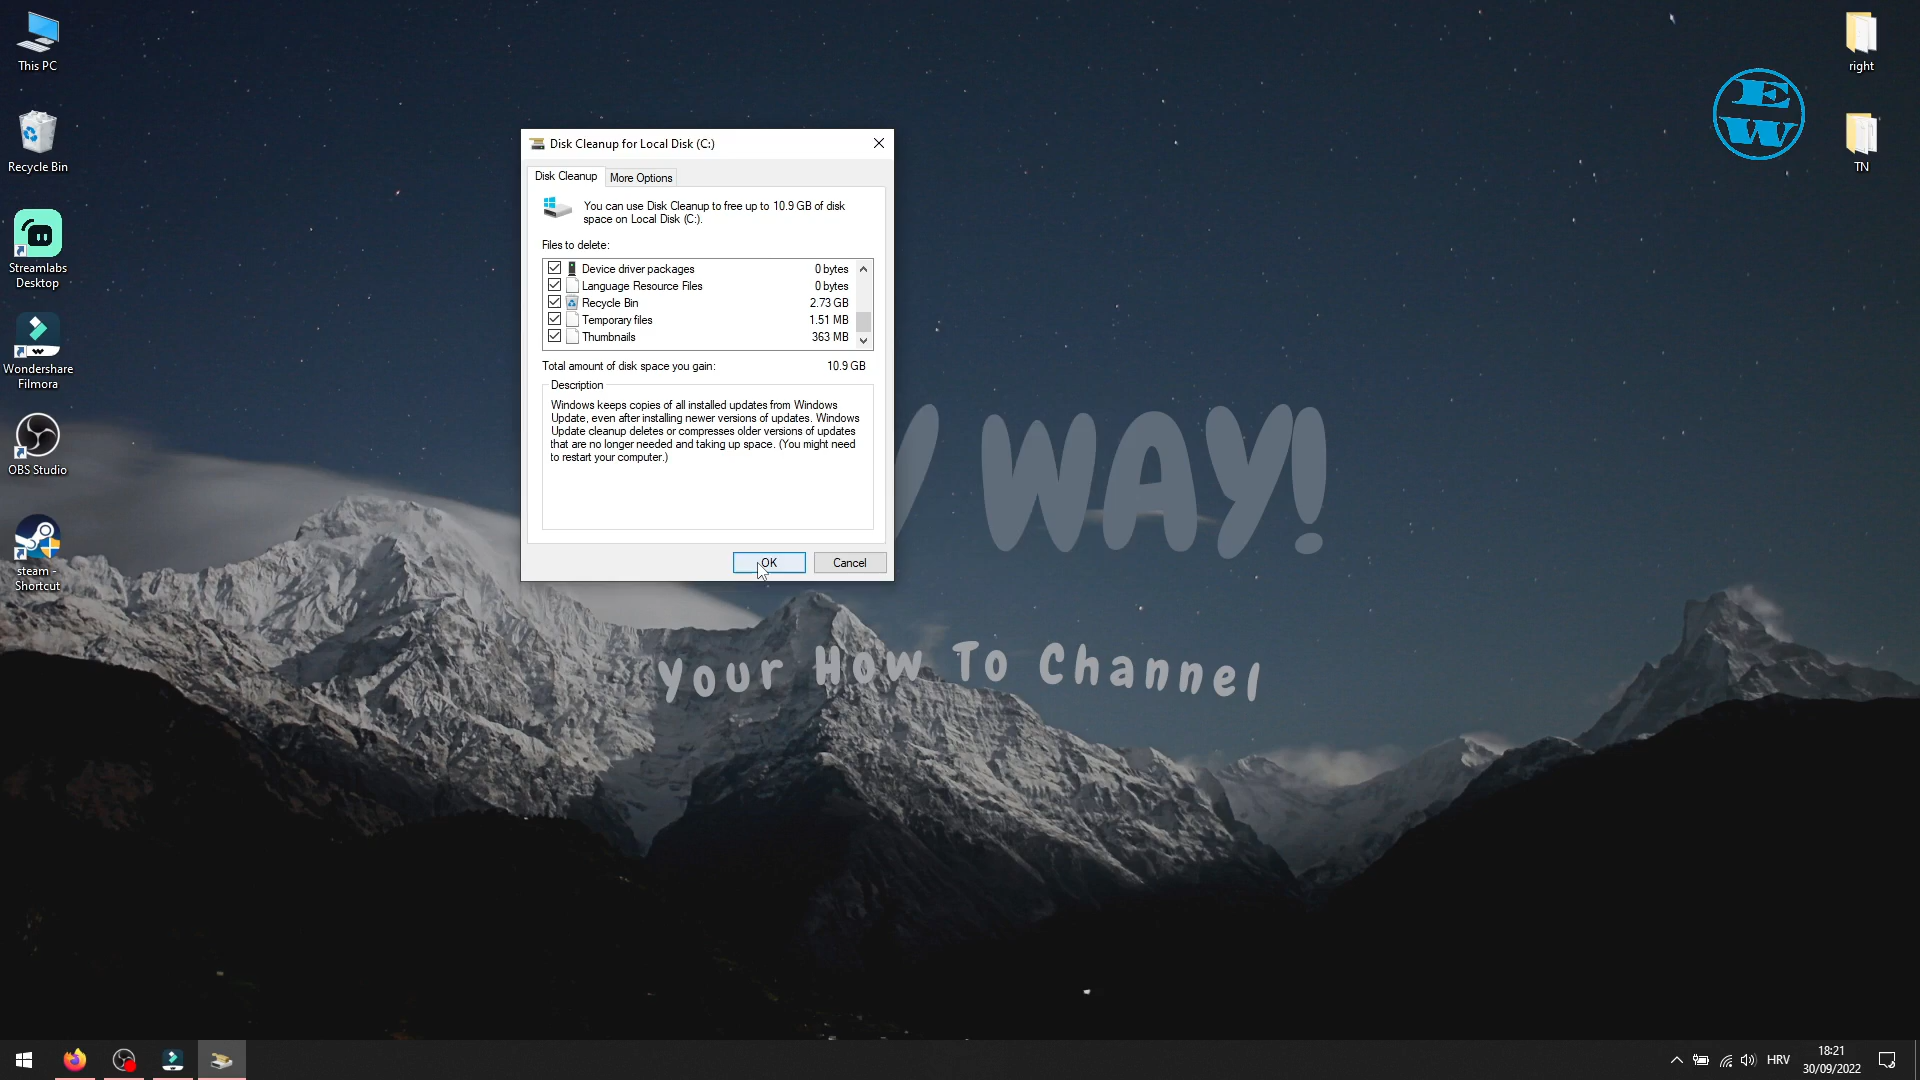 This PC
Recycle Bin
Streamlabs
Desktop
Wondershare
Filmora
OBS Studio
steam -
Shortcut
right
TN
EW
Disk Cleanup for Local Disk (C:)
Disk Cleanup
More Options
You can use Disk Cleanup to free up to 10.9 GB of disk
space on Local Disk (C:).
Files to delete:
Device driver packages 0 bytes
Language Resource Files 0 bytes
Recycle Bin 2.73 GB
Temporary files 1.51 MB
Thumbnails 363 MB
Total amount of disk space you gain: 10.9 GB
Description
Windows keeps copies of all installed updates from Windows
Update, even after installing newer versions of updates. Windows
Update cleanup deletes or compresses older versions of updates
that are no longer needed and taking up space. (You might need
to restart your computer.)
OK
Cancel
WAY!
Your How To Channel
HRV
18:21
30/09/2022